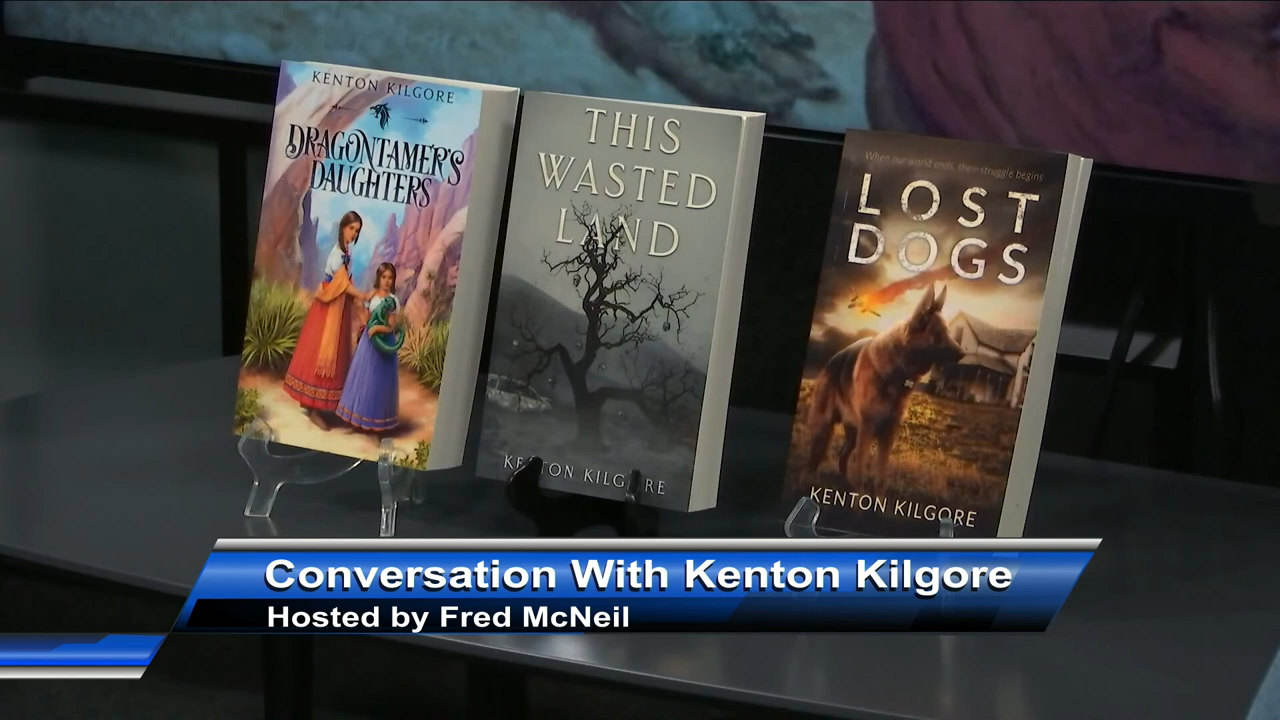 KENTON KILGORE
DRAGONTAMER'S
DAUGHTERS
THIS
WASTED
LAND
KENTON KILGORE
When our world ends, their struggle begins
LOST
DOGS
KENTON KILGORE
Conversation With Kenton Kilgore
Hosted by Fred McNeil